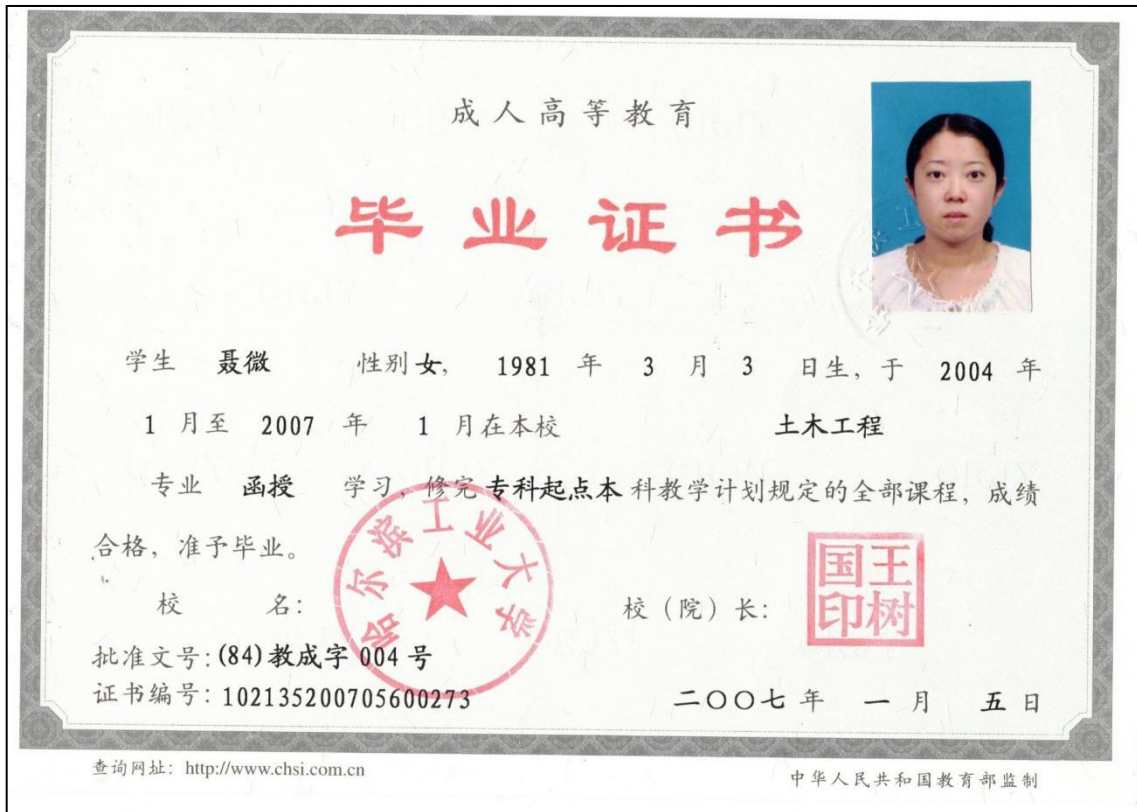 成人高等教育
毕业证书
学生 聂微 性别 女, 1981 年 3 月 3 日生, 于 2004 年
1 月至 2007 年 1 月在本校 土木工程
专业 函授 学习, 修完 专科起点本 科教学计划规定的全部课程, 成绩
合格, 准予毕业。
哈尔滨工业大学
校 名:
校（院）长:
王树国印
批准文号: (84)教成字 004 号
证书编号: 102135200705600273
二〇〇七 年 一 月 五 日
查询网址: http://www.chsi.com.cn
中华人民共和国教育部监制